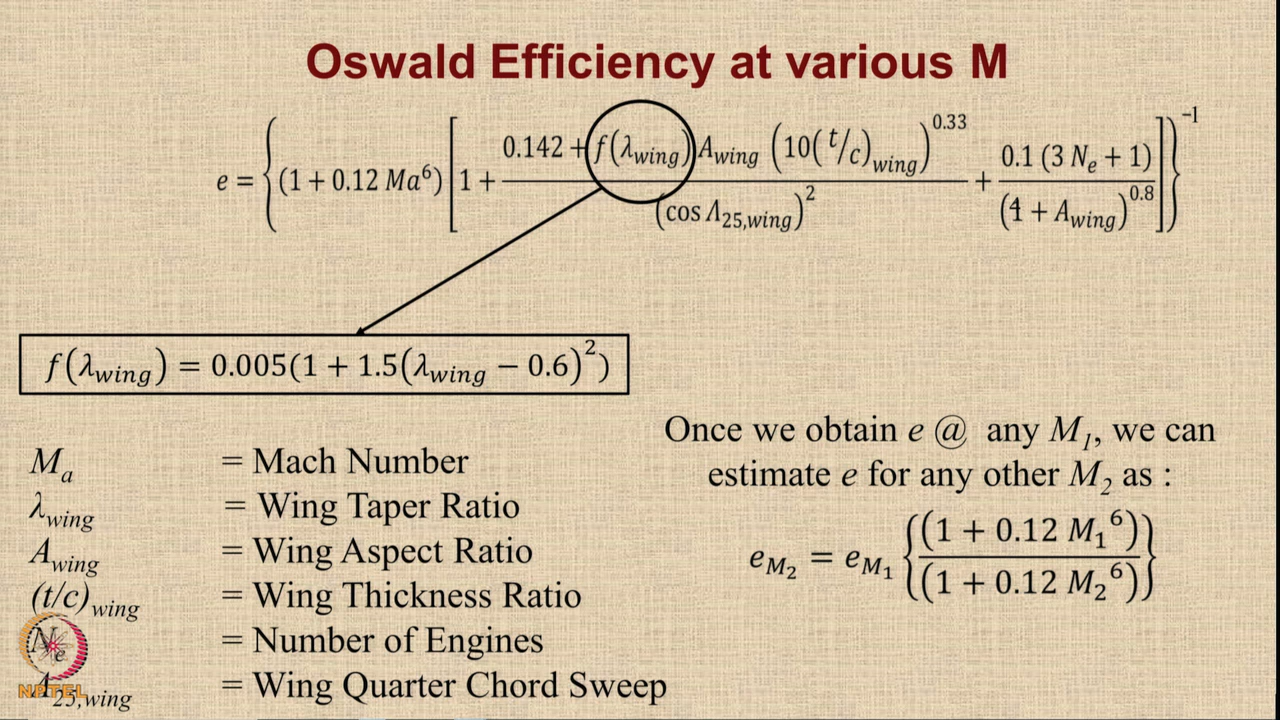 Oswald Efficiency at various M
e = { (1 + 0.12 Ma⁶) [ 1 + (0.142 + f(λ_wing) A_wing (10(t/c)_wing)^0.33) / (cos Λ_25,wing)² + 0.1 (3 N_e + 1) / (4 + A_wing)^0.8 ] }^−1
f(λ_wing) = 0.005(1 + 1.5(λ_wing − 0.6)²)
Once we obtain e @ any M_1, we can
estimate e for any other M_2 as :
e_M₂ = e_M₁ { ((1 + 0.12 M₁⁶)) / ((1 + 0.12 M₂⁶)) }
M_a = Mach Number
λ_wing = Wing Taper Ratio
A_wing = Wing Aspect Ratio
(t/c)_wing = Wing Thickness Ratio
N_e = Number of Engines
Λ_25,wing = Wing Quarter Chord Sweep
NPTEL